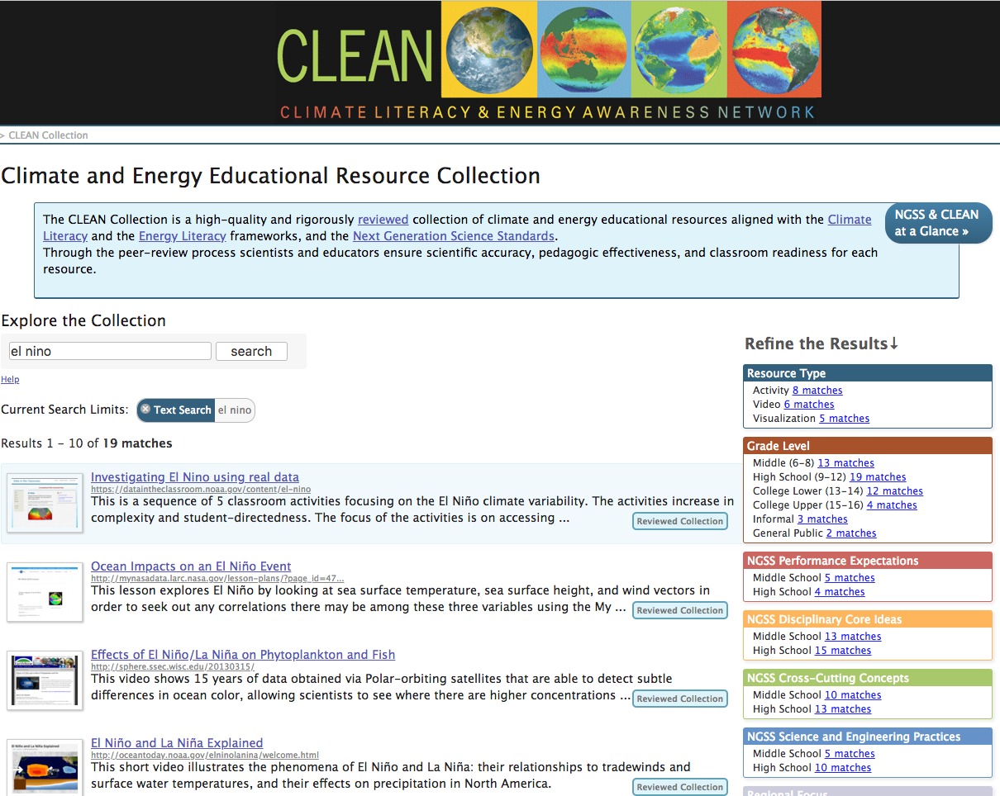 CLEAN
CLIMATE LITERACY & ENERGY AWARENESS NETWORK
> CLEAN Collection
Climate and Energy Educational Resource Collection
The CLEAN Collection is a high-quality and rigorously reviewed collection of climate and energy educational resources aligned with the Climate
Literacy and the Energy Literacy frameworks, and the Next Generation Science Standards.
Through the peer-review process scientists and educators ensure scientific accuracy, pedagogic effectiveness, and classroom readiness for each
resource.
NGSS & CLEAN
at a Glance »
Explore the Collection
el nino
search
Help
Current Search Limits:
Text Search
el nino
Results 1 - 10 of 19 matches
Investigating El Nino using real data
https://dataintheclassroom.noaa.gov/content/el-nino
This is a sequence of 5 classroom activities focusing on the El Niño climate variability. The activities increase in
complexity and student-directedness. The focus of the activities is on accessing ...
Reviewed Collection
Ocean Impacts on an El Niño Event
http://mynasadata.larc.nasa.gov/lesson-plans/?page_id=47...
This lesson explores El Niño by looking at sea surface temperature, sea surface height, and wind vectors in
order to seek out any correlations there may be among these three variables using the My ...
Reviewed Collection
Effects of El Niño/La Niña on Phytoplankton and Fish
http://sphere.ssec.wisc.edu/20130315/
This video shows 15 years of data obtained via Polar-orbiting satellites that are able to detect subtle
differences in ocean color, allowing scientists to see where there are higher concentrations ...
Reviewed Collection
El Niño and La Niña Explained
El Niño and La Niña Explained
http://oceantoday.noaa.gov/elninolanina/welcome.html
This short video illustrates the phenomena of El Niño and La Niña: their relationships to tradewinds and
surface water temperatures, and their effects on precipitation in North America.
Reviewed Collection
Refine the Results↓
Resource Type
Activity 8 matches
Video 6 matches
Visualization 5 matches
Grade Level
Middle (6-8) 13 matches
High School (9-12) 19 matches
College Lower (13-14) 12 matches
College Upper (15-16) 4 matches
Informal 3 matches
General Public 2 matches
NGSS Performance Expectations
Middle School 5 matches
High School 4 matches
NGSS Disciplinary Core Ideas
Middle School 13 matches
High School 15 matches
NGSS Cross-Cutting Concepts
Middle School 10 matches
High School 13 matches
NGSS Science and Engineering Practices
Middle School 5 matches
High School 10 matches
Regional Focus